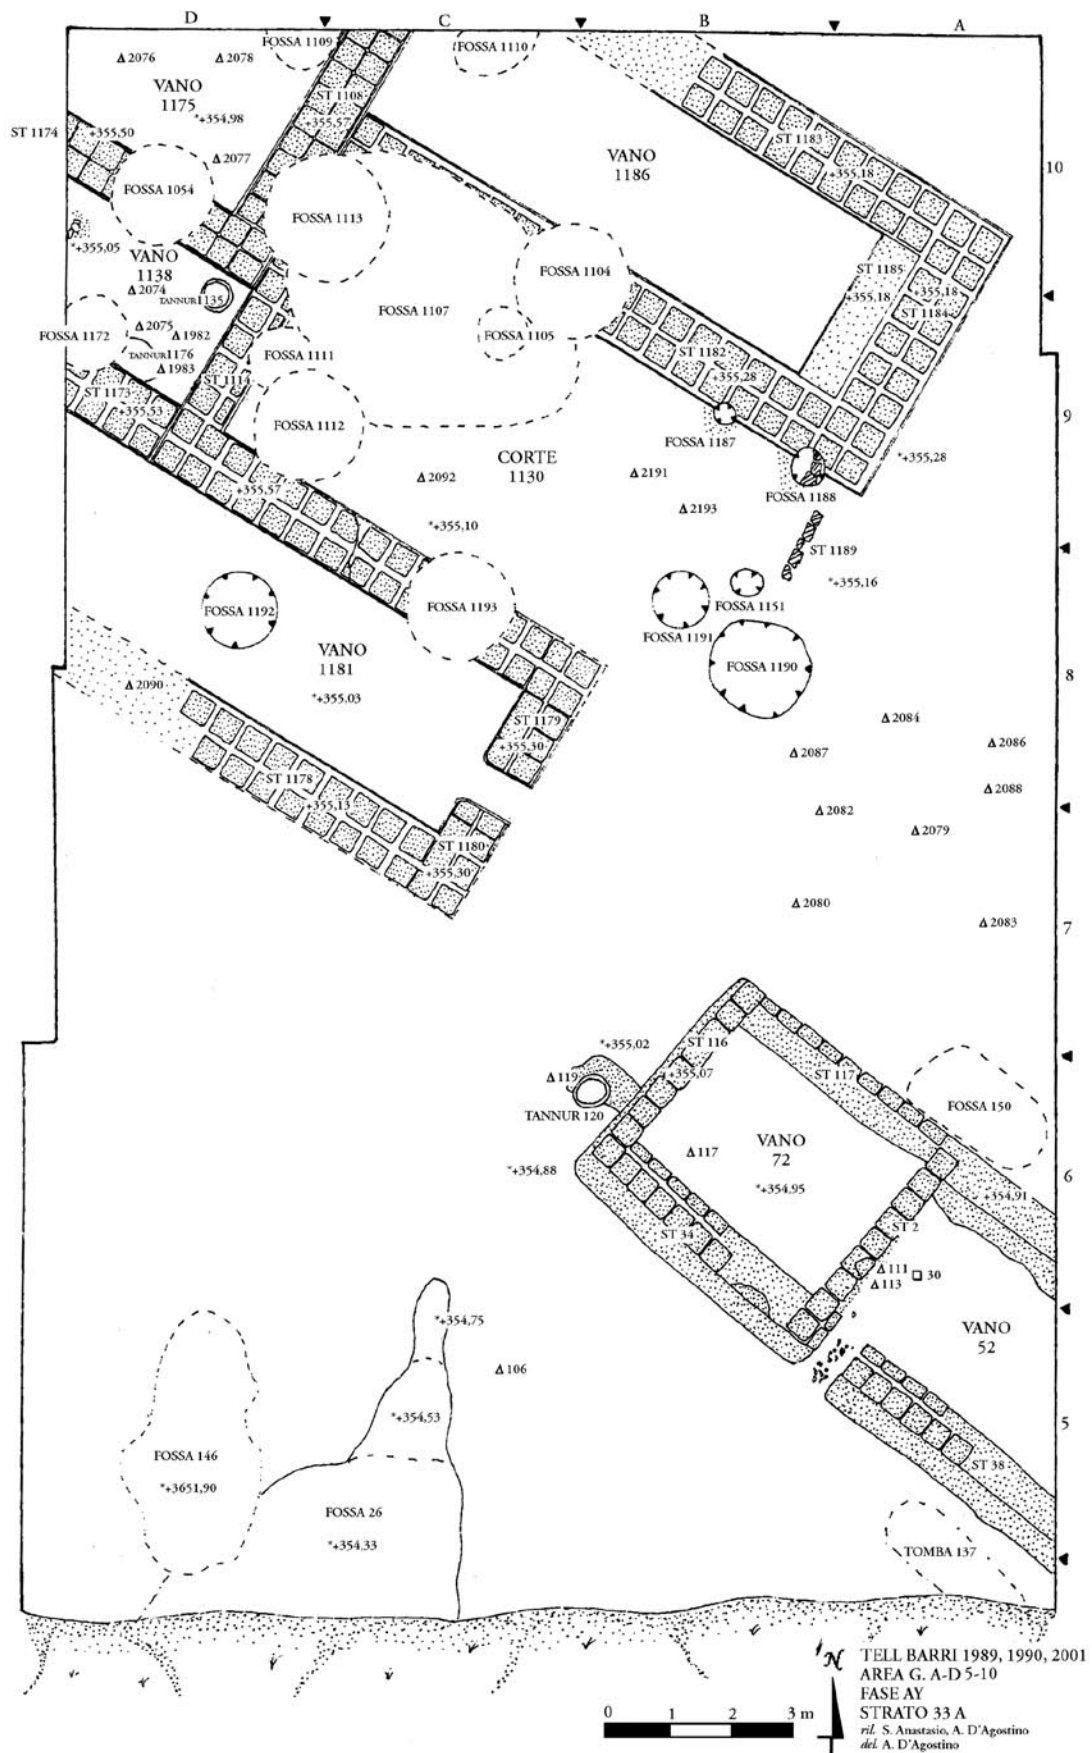 D
C
B
A
FOSSA 1109
FOSSA 1110
Δ 2076
Δ 2078
VANO
1175
*+354,98
ST 1108
+355,57
ST 1174
+355,50
Δ 2077
FOSSA 1054
VANO
1186
ST 1183
+355,18
10
FOSSA 1113
*+355,05
VANO
1138
Δ 2074
TANNUR 1135
FOSSA 1104
ST 1185
+355,18
+355,18
ST 1184
FOSSA 1107
FOSSA 1105
FOSSA 1172
Δ 2075
Δ 1982
TANNUR 1176
Δ 1983
FOSSA 1111
ST 1182
+355,28
ST 1173
+355,53
ST 1114
FOSSA 1112
FOSSA 1187
9
CORTE
1130
*+355,28
Δ 2092
Δ 2191
FOSSA 1188
+355,57
Δ 2193
*+355,10
ST 1189
*+355,16
FOSSA 1192
FOSSA 1193
FOSSA 1151
FOSSA 1191
VANO
1181
FOSSA 1190
8
*+355,03
Δ 2090
ST 1179
+355,30
Δ 2084
Δ 2086
Δ 2087
ST 1178
+355,13
Δ 2088
Δ 2082
Δ 2079
ST 1180
+355,30
Δ 2080
Δ 2083
7
*+355,02
ST 116
+355,07
Δ 119
ST 117
FOSSA 150
TANNUR 120
Δ 117
VANO
72
*+354,95
*+354,88
6
+354,91
ST 2
ST 34
Δ 111
Δ 113
30
*+354,75
VANO
52
Δ 106
*+354,53
5
FOSSA 146
*+3651,90
ST 38
FOSSA 26
*+354,33
TOMBA 137
N
TELL BARRI 1989, 1990, 2001
AREA G. A-D 5-10
FASE AY
STRATO 33 A
ril. S. Anastasio, A. D'Agostino
del. A. D'Agostino
0 1 2 3 m